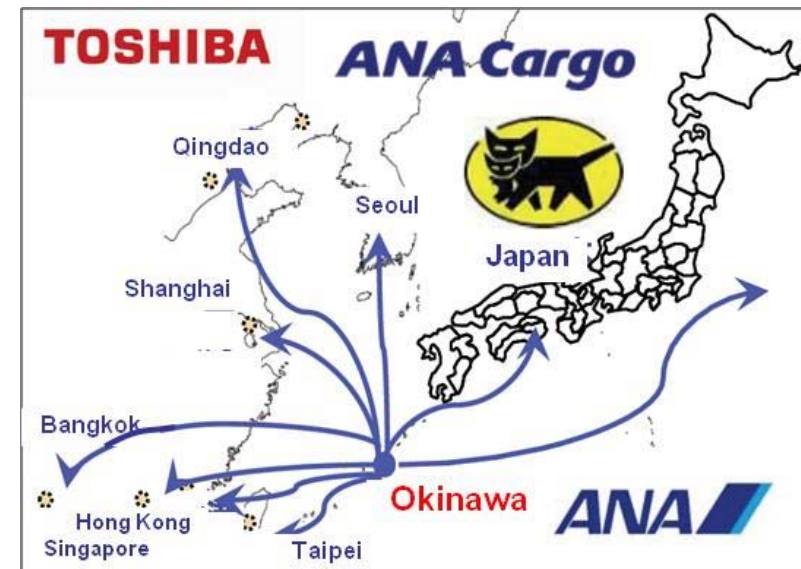 TOSHIBA
ANA Cargo
Qingdao
Seoul
Japan
Shanghai
Bangkok
Okinawa
ANA
Hong Kong
Singapore
Taipei